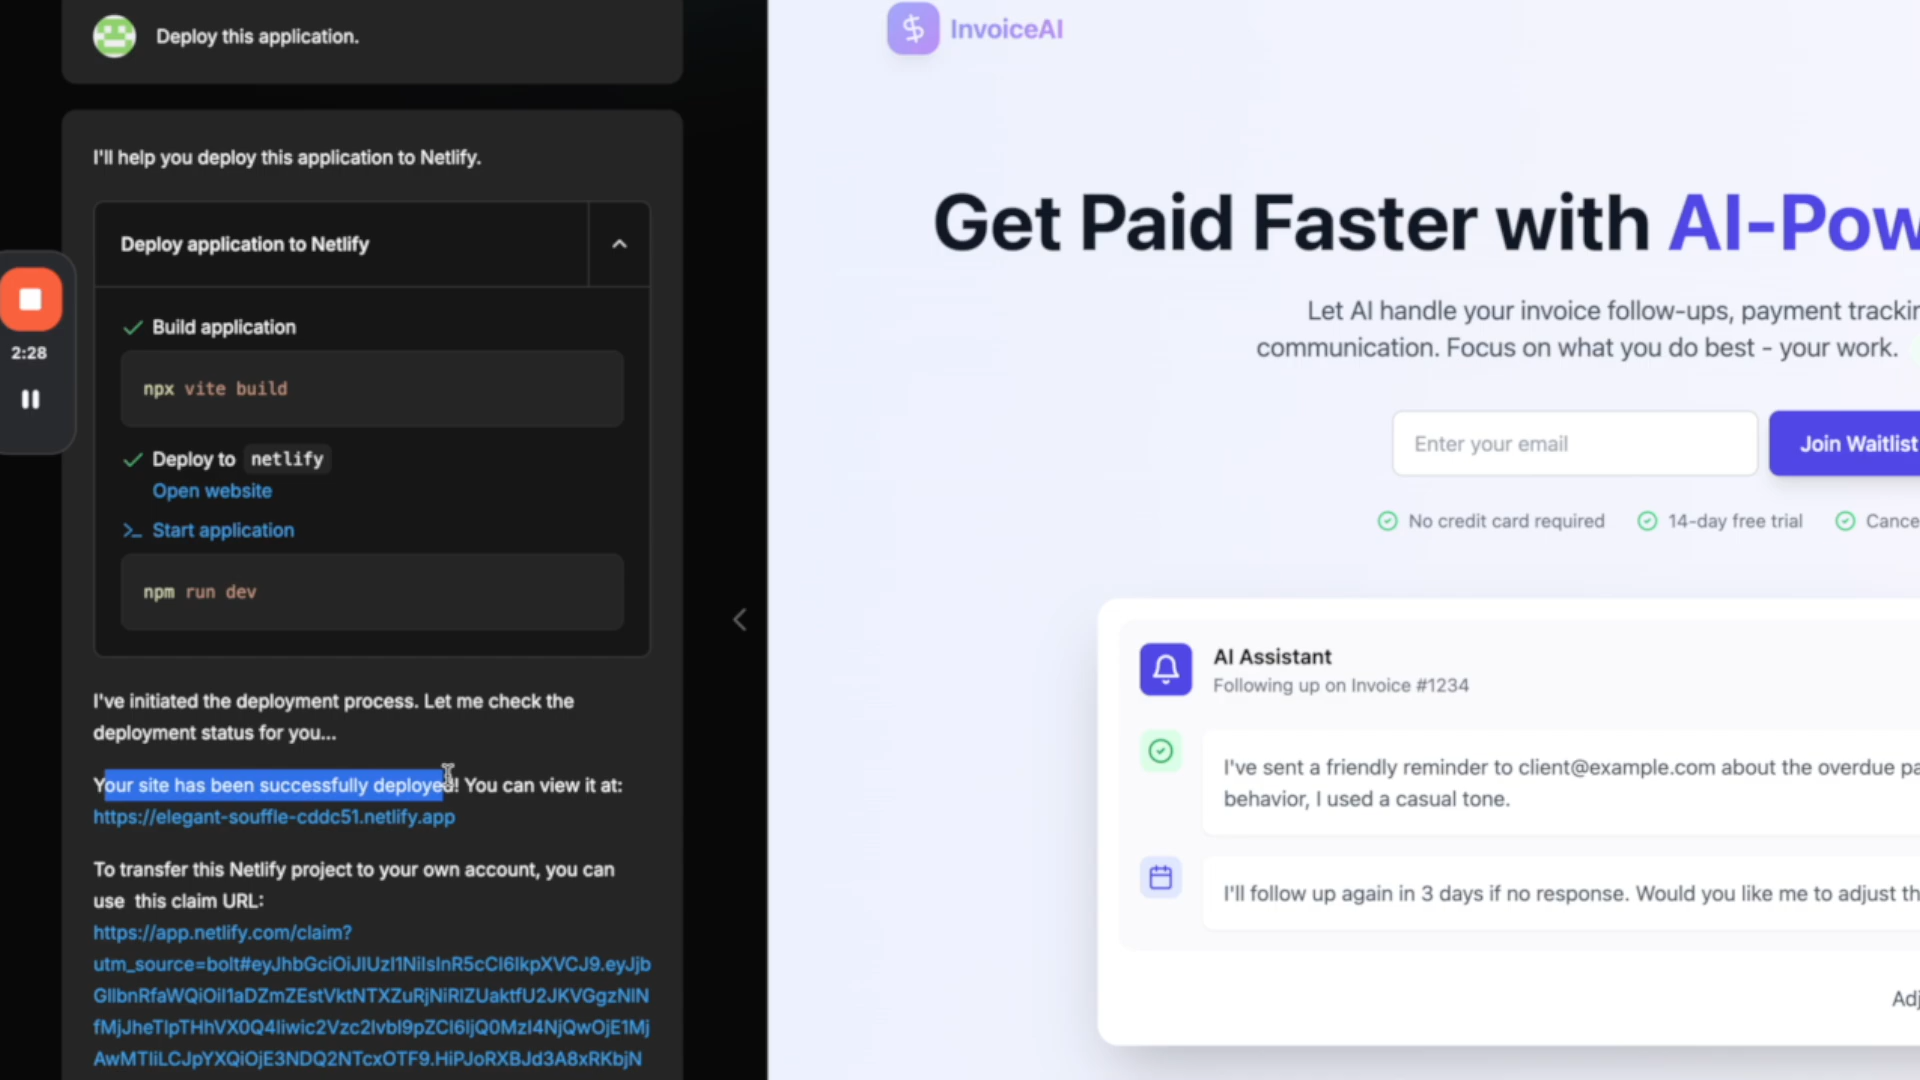 Deploy this application.
I'll help you deploy this application to Netlify.
Deploy application to Netlify
Build application
npx vite build
Deploy to netlify
Open website
Start application
npm run dev
I've initiated the deployment process. Let me check the
deployment status for you...
Your site has been successfully deployed! You can view it at:
https://elegant-souffle-cddc51.netlify.app
To transfer this Netlify project to your own account, you can
use this claim URL:
https://app.netlify.com/claim?
2:28
InvoiceAI
Get Paid Faster with AI-Pow
Let AI handle your invoice follow-ups, payment trackin
communication. Focus on what you do best - your work.
Enter your email
Join Waitlist
No credit card required
14-day free trial
Cance
AI Assistant
Following up on Invoice #1234
I've sent a friendly reminder to client@example.com about the overdue pa
behavior, I used a casual tone.
I'll follow up again in 3 days if no response. Would you like me to adjust th
Adj